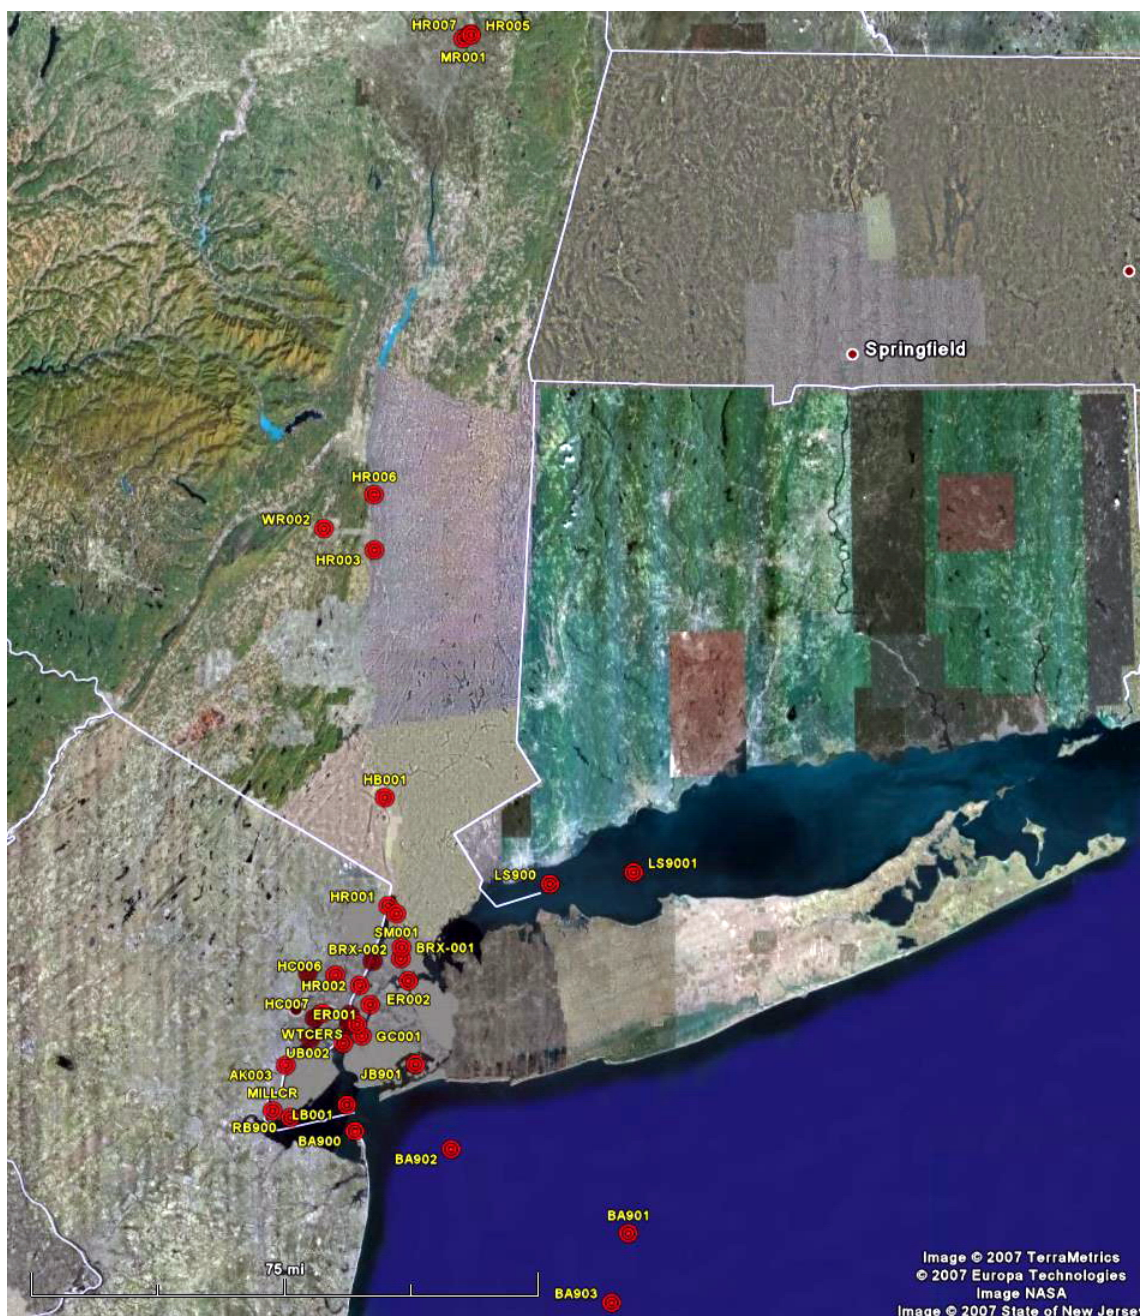 HR007
HR005
MR001
Springfield
HR006
WR002
HR003
HB001
LS9001
LS900
HR001
SM001
BRX-002
BRX-001
HC006
HR002
ER002
HC007
ER001
WTCERS
GC001
UB002
AK003
JB901
MILLCR
LB001
RB900
BA900
BA902
BA901
75 mi
BA903
Image © 2007 TerraMetrics
© 2007 Europa Technologies
Image NASA
Image © 2007 State of New Jersey